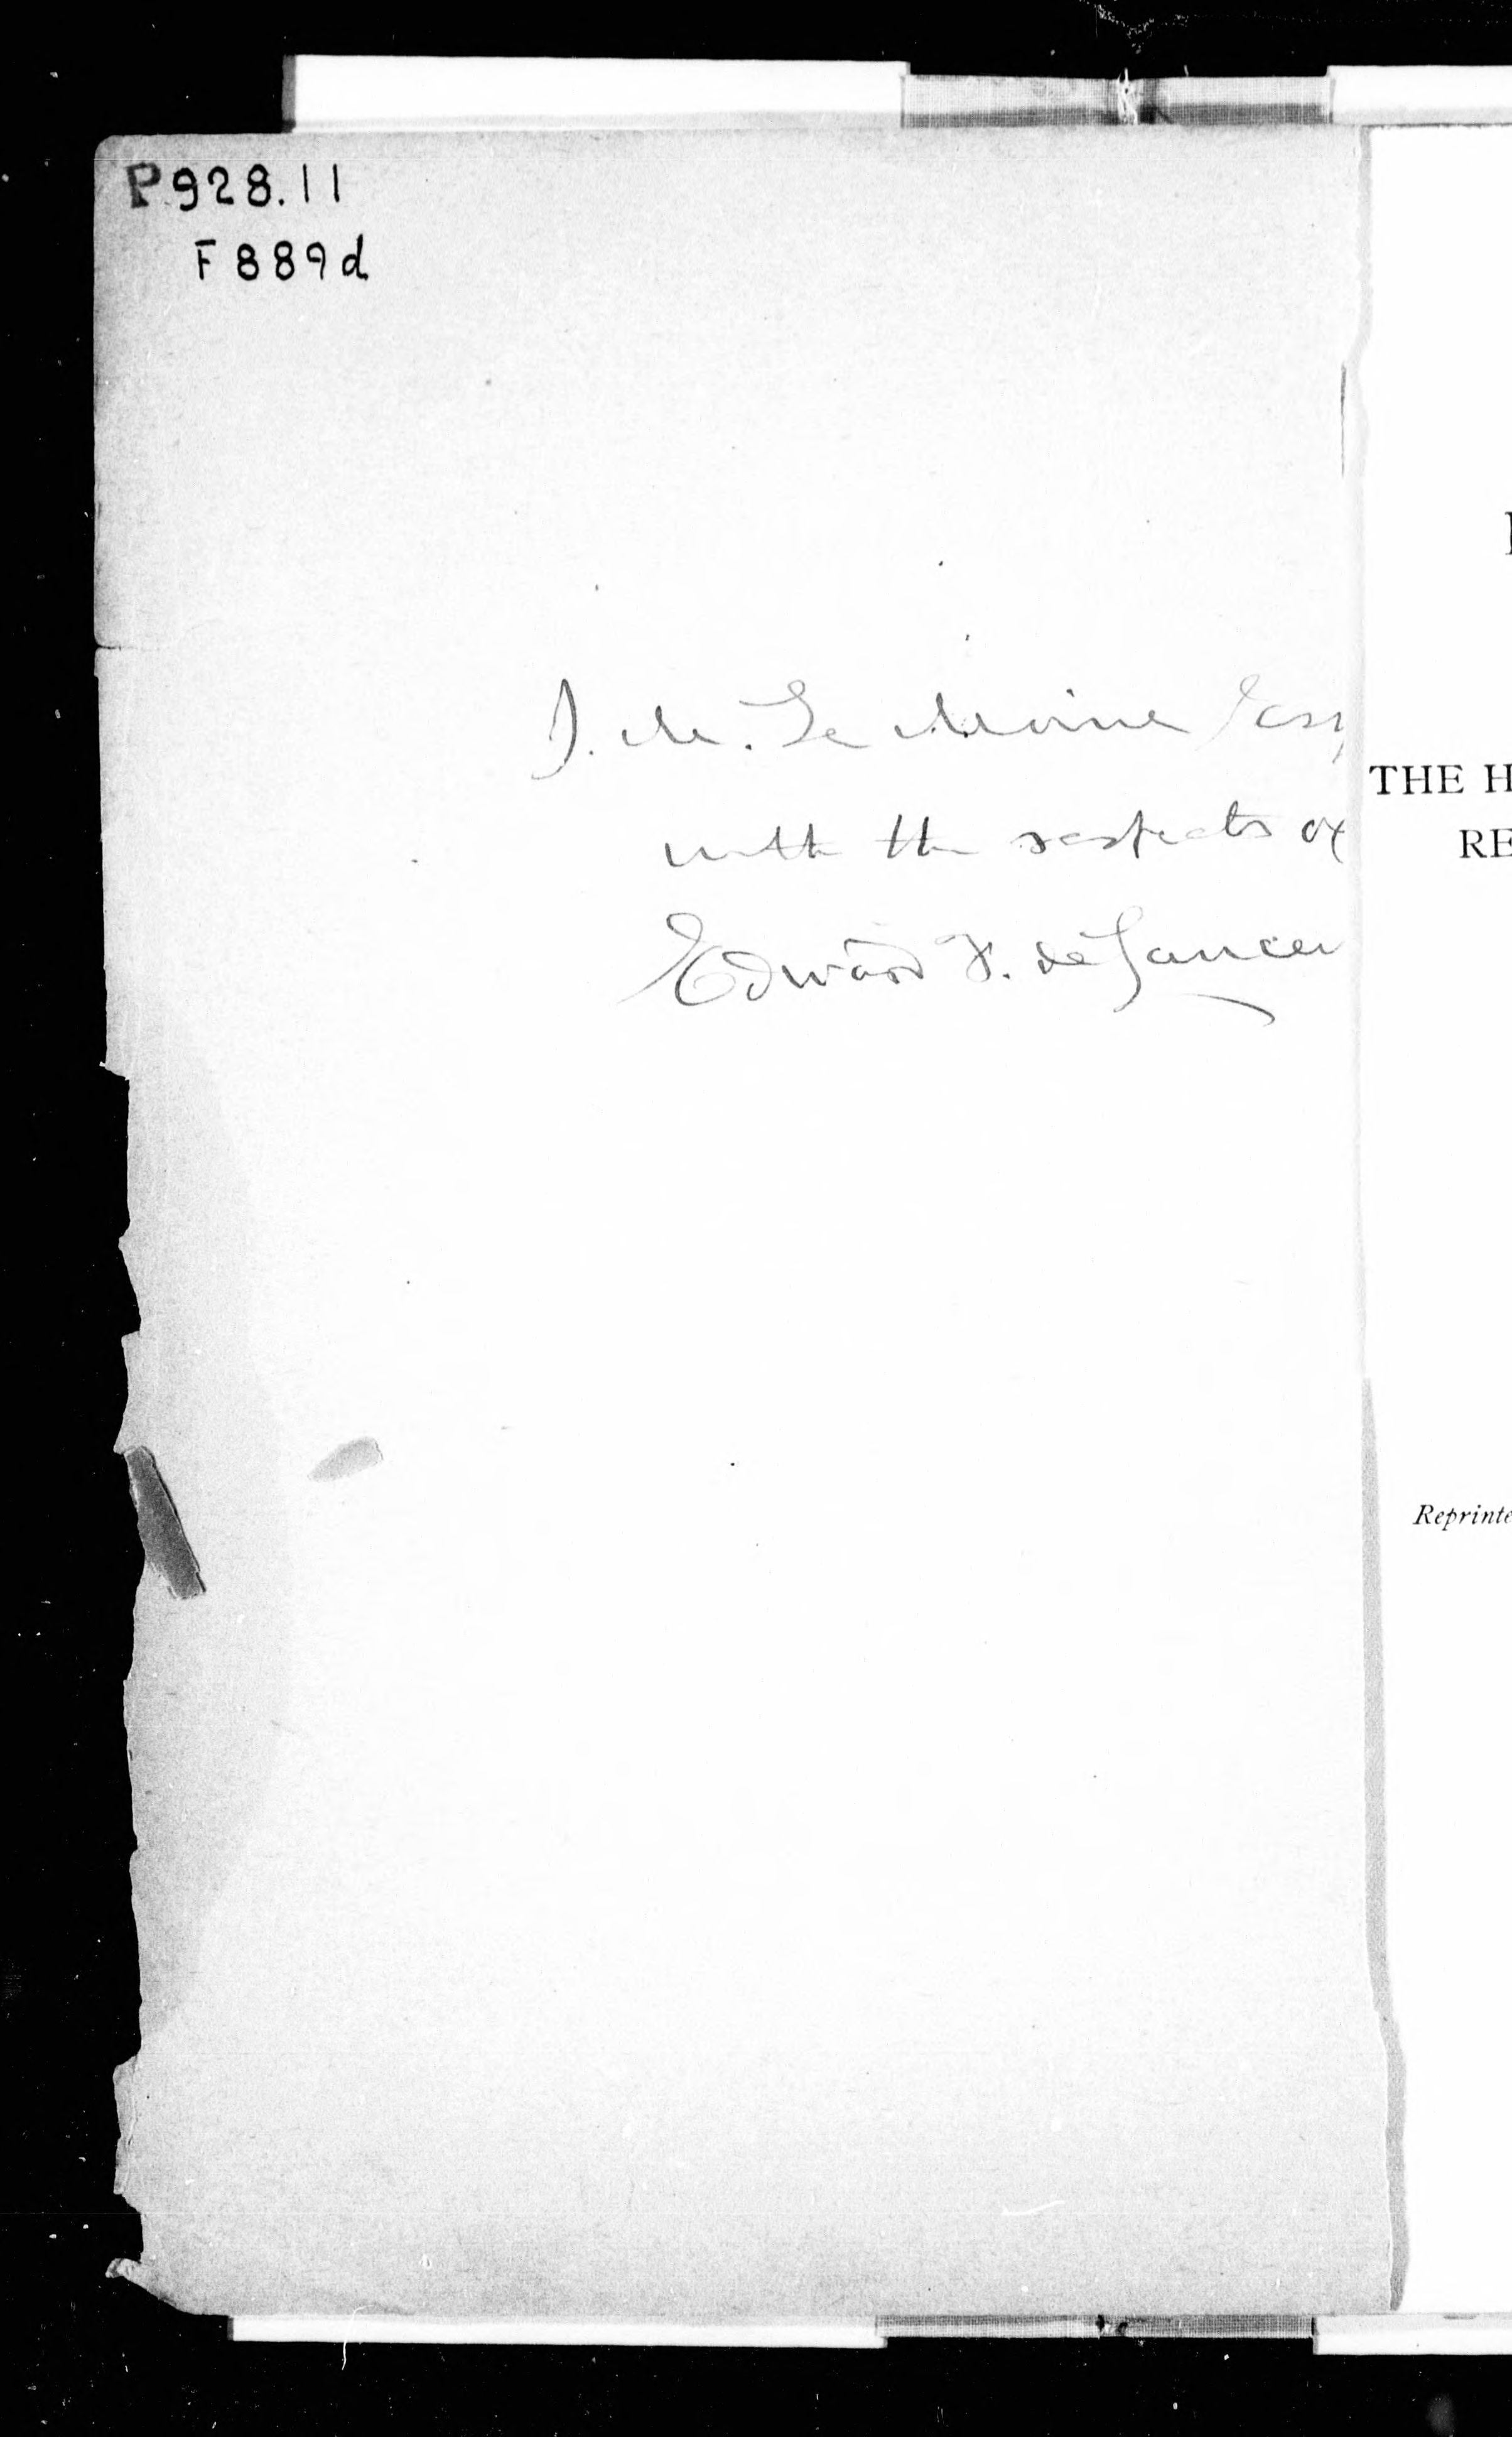 P928.11
F889d
J. M. Le Moine Esq
with the respects of
Edward F. de Lancey
THE H
RE
Reprinte